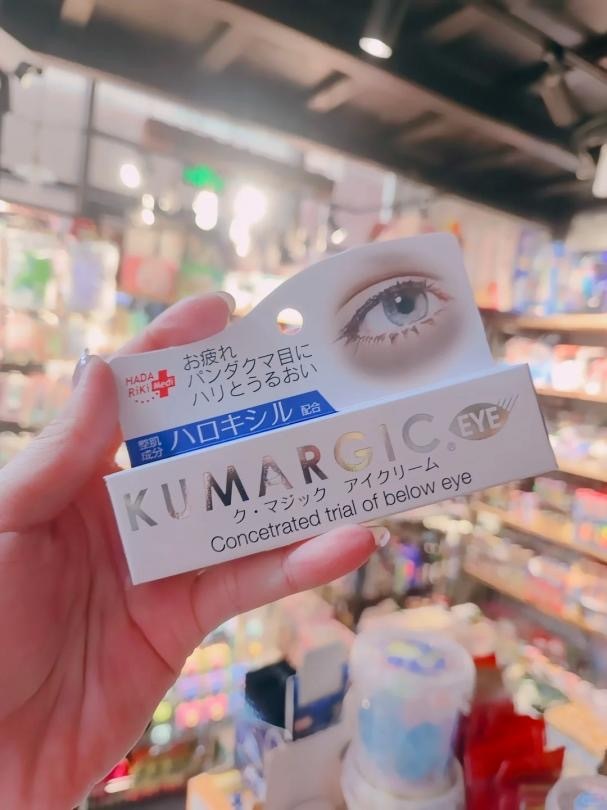 HADA
RiKi Medi
お疲れ
パンダクマ目に
ハリとうるおい
整肌
成分
ハロキシル 配合
KUMARGIC® EYE
ク・マジック アイクリーム
Concetrated trial of below eye